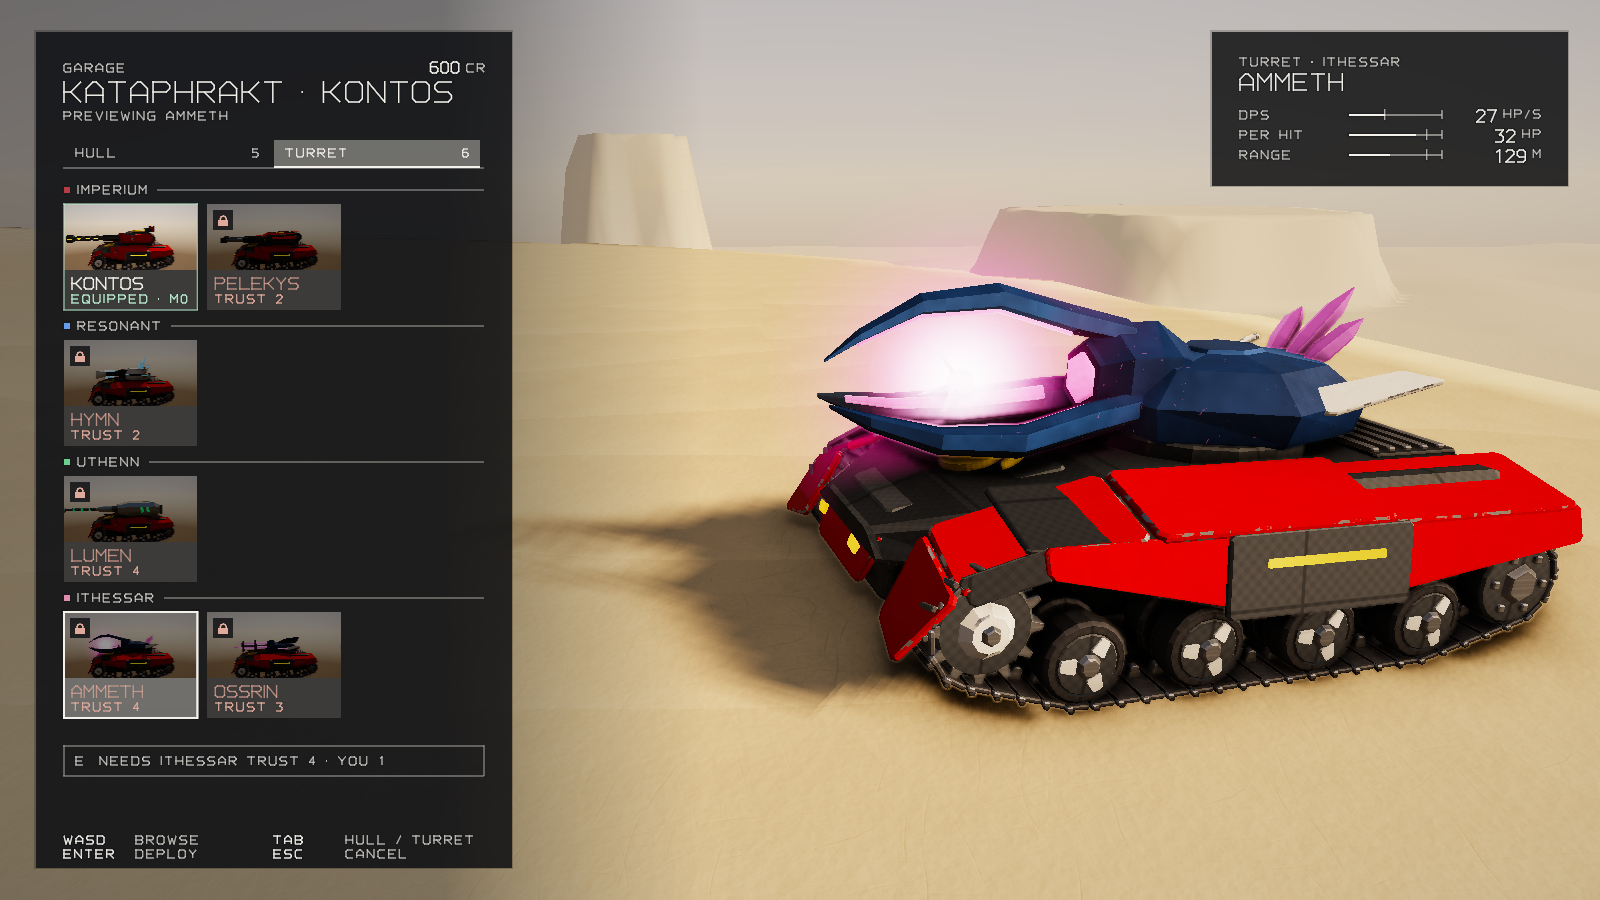 GARAGE
600 CR
KATAPHRAKT · KONTOS
PREVIEWING AMMETH
HULL 5
TURRET 6
IMPERIUM
KONTOS
EQUIPPED · M0
PELEKYS
TRUST 2
RESONANT
HYMN
TRUST 2
UTHENN
LUMEN
TRUST 4
ITHESSAR
AMMETH
TRUST 4
OSSRIN
TRUST 3
E NEEDS ITHESSAR TRUST 4 · YOU 1
WASD BROWSE TAB HULL / TURRET
ENTER DEPLOY ESC CANCEL
TURRET · ITHESSAR
AMMETH
DPS 27 HP/S
PER HIT 32 HP
RANGE 129 M